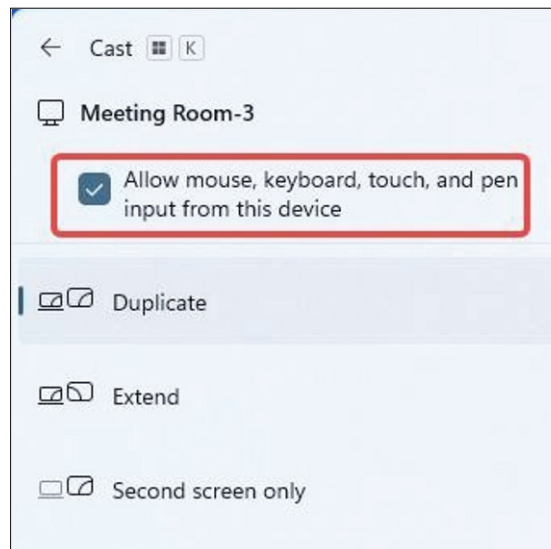 Cast K
Meeting Room-3
Allow mouse, keyboard, touch, and pen
input from this device
Duplicate
Extend
Second screen only